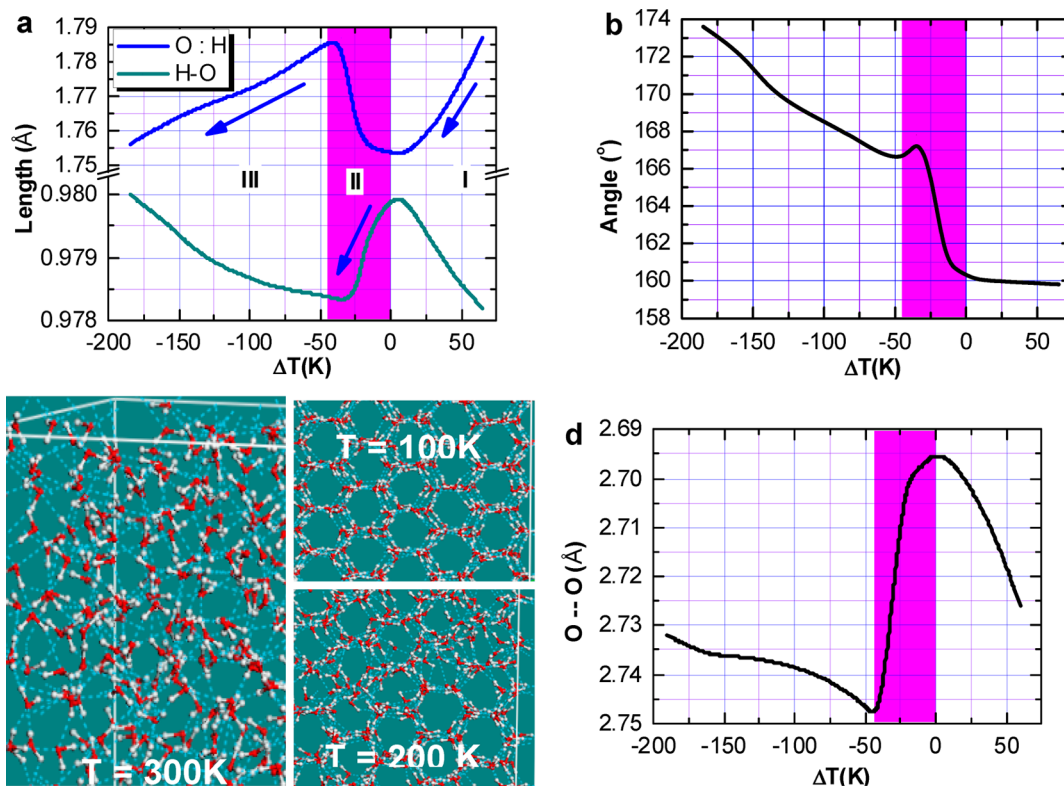 a
1.79
1.78
1.77
1.76
1.75
0.980
0.979
0.978
Length (Å)
O : H
H-O
III
II
I
-200 -150 -100 -50 0 50
ΔT(K)
b
174
172
170
168
166
164
162
160
158
Angle (°)
-200 -150 -100 -50 0 50
ΔT(K)
T = 300K
T = 100K
T = 200 K
d
2.69
2.70
2.71
2.72
2.73
2.74
2.75
O -- O (Å)
-200 -150 -100 -50 0 50
ΔT(K)